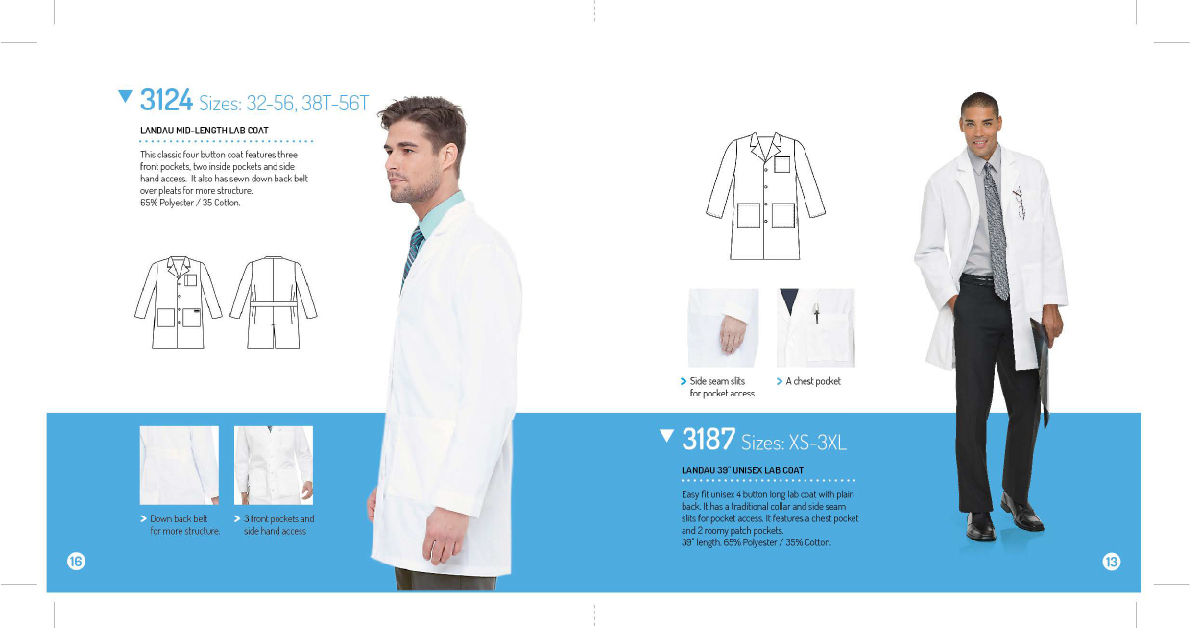 3124 Sizes: 32-56, 38T-56T
LANDAU MID-LENGTH LAB COAT
This classic four button coat features three
front pockets, two inside pockets and side
hand access. It also has sewn down back belt
over pleats for more structure.
65% Polyester / 35 Cotton.
> Down back belt
for more structure.
> 3 front pockets and
side hand access
16
> Side seam slits
for pocket access
> A chest pocket
3187 Sizes: XS-3XL
LANDAU 39" UNISEX LAB COAT
Easy fit unisex 4 button long lab coat with plain
back. It has a traditional collar and side seam
slits for pocket access. It features a chest pocket
and 2 roomy patch pockets.
39" length. 65% Polyester / 35% Cotton.
13